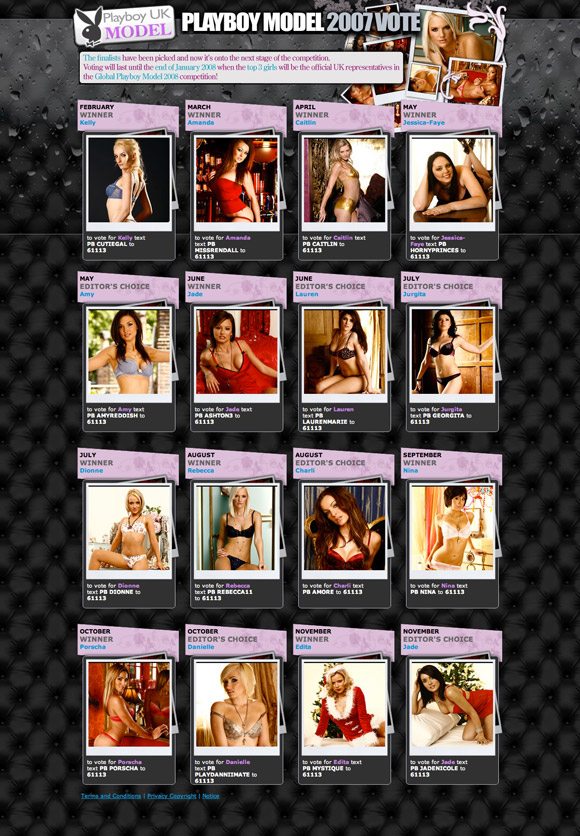 Playboy UK
MODEL
PLAYBOY MODEL 2007 VOTE
The finalists have been picked and now it's onto the next stage of the competition.
Voting will last until the end of January 2008 when the top 3 girls will be the official UK representatives in
the Global Playboy Model 2008 competition!
FEBRUARY
WINNER
Kelly
to vote for Kelly text
PB CUTIEGAL to
61113
MARCH
WINNER
Amanda
to vote for Amanda
text PB
MISSRENDALL to
61113
APRIL
WINNER
Caitlin
to vote for Caitlin text
PB CAITLIN to
61113
MAY
WINNER
Jessica-Faye
to vote for Jessica-
Faye text PB
HORNYPRINCES to
61113
MAY
EDITOR'S CHOICE
Amy
to vote for Amy text
PB AMYREDDISH to
61113
JUNE
WINNER
Jade
to vote for Jade text
PB ASHTON3 to
61113
JUNE
EDITOR'S CHOICE
Lauren
to vote for Lauren
text PB
LAURENMARIE to
61113
JULY
EDITOR'S CHOICE
Jurgita
to vote for Jurgita
text PB GEORGITA to
61113
JULY
WINNER
Dionne
to vote for Dionne
text PB DIONNE to
61113
AUGUST
WINNER
Rebecca
to vote for Rebecca
text PB REBECCA11
to 61113
AUGUST
EDITOR'S CHOICE
Charli
to vote for Charli text
PB AMORE to 61113
SEPTEMBER
WINNER
Nina
to vote for Nina text
PB NINA to 61113
OCTOBER
WINNER
Porscha
to vote for Porscha
text PB PORSCHA to
61113
OCTOBER
EDITOR'S CHOICE
Danielle
to vote for Danielle
text PB
PLAYDANNIIMATE to
61113
NOVEMBER
WINNER
Edita
to vote for Edita text
PB MYSTIQUE to
61113
NOVEMBER
EDITOR'S CHOICE
Jade
to vote for Jade text
PB JADENICOLE to
61113
Terms and Conditions | Privacy Copyright | Notice